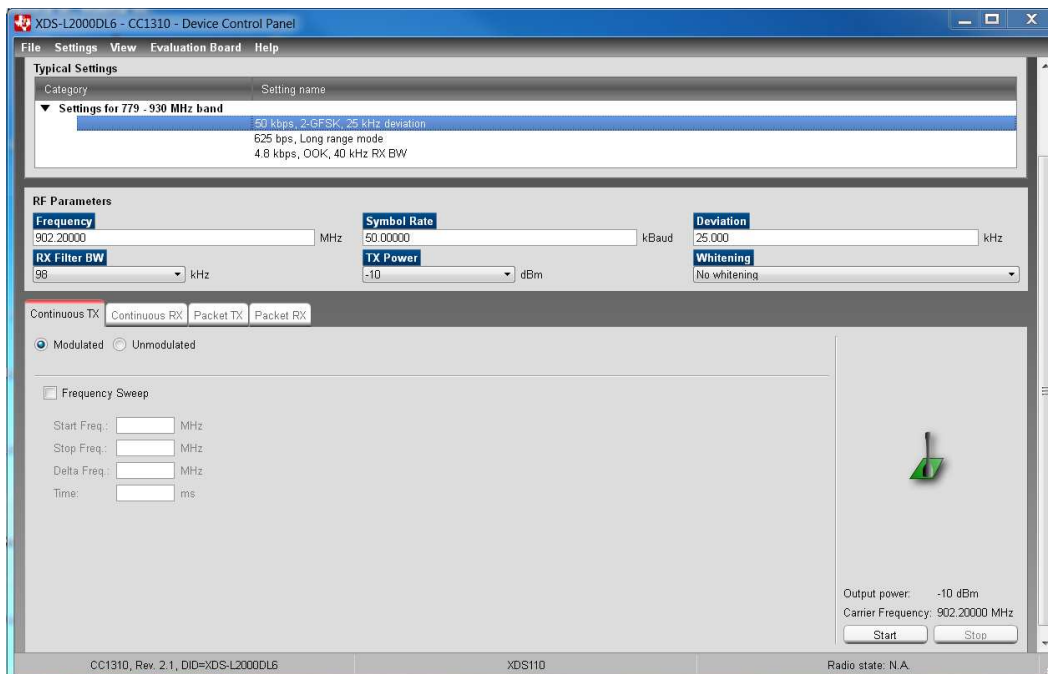 XDS-L2000DL6 - CC1310 - Device Control Panel
File Settings View Evaluation Board Help
Typical Settings
Category Setting name
Settings for 779 - 930 MHz band
50 kbps, 2-GFSK, 25 kHz deviation
625 bps, Long range mode
4.8 kbps, OOK, 40 kHz RX BW
RF Parameters
Frequency Symbol Rate Deviation
902.20000 MHz 50.00000 kBaud 25.000 kHz
RX Filter BW TX Power Whitening
98 kHz -10 dBm No whitening
Continuous TX Continuous RX Packet TX Packet RX
Modulated Unmodulated
Frequency Sweep
Start Freq.: MHz
Stop Freq.: MHz
Delta Freq.: MHz
Time: ms
Output power: -10 dBm
Carrier Frequency: 902.20000 MHz
Start Stop
CC1310, Rev. 2.1, DID=XDS-L2000DL6 XDS110 Radio state: N.A.